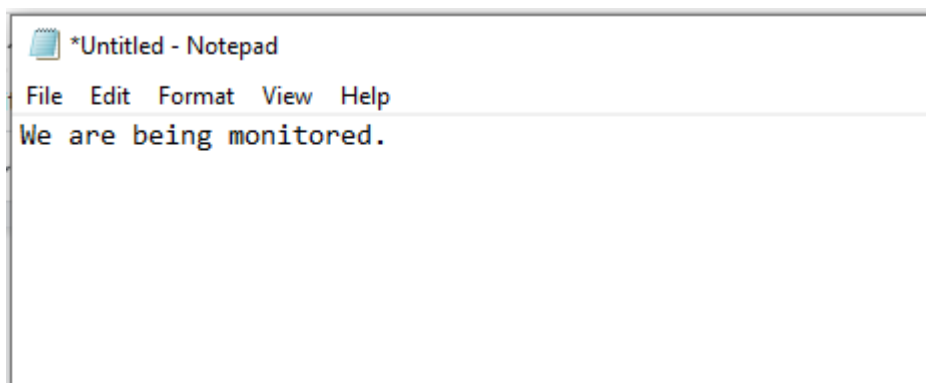 *Untitled - Notepad
File Edit Format View Help
We are being monitored.